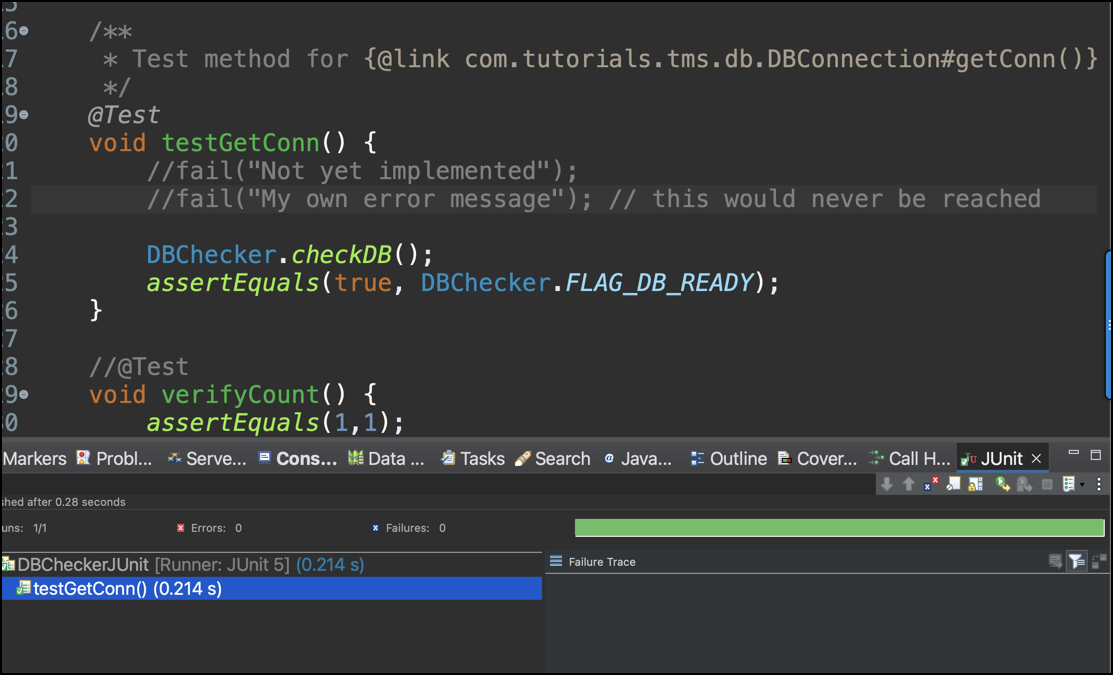 6 /**
7 * Test method for {@link com.tutorials.tms.db.DBConnection#getConn()}
8 */
9 @Test
0 void testGetConn() {
1 //fail("Not yet implemented");
2 //fail("My own error message"); // this would never be reached
3
4 DBChecker.checkDB();
5 assertEquals(true, DBChecker.FLAG_DB_READY);
6 }
7
8 //@Test
9 void verifyCount() {
0 assertEquals(1,1);
Markers Probl... Serve... Cons... Data ... Tasks Search @ Java... Outline Cover... Call H... JUnit
shed after 0.28 seconds
uns: 1/1 Errors: 0 Failures: 0
DBCheckerJUnit [Runner: JUnit 5] (0.214 s)
Failure Trace
testGetConn() (0.214 s)